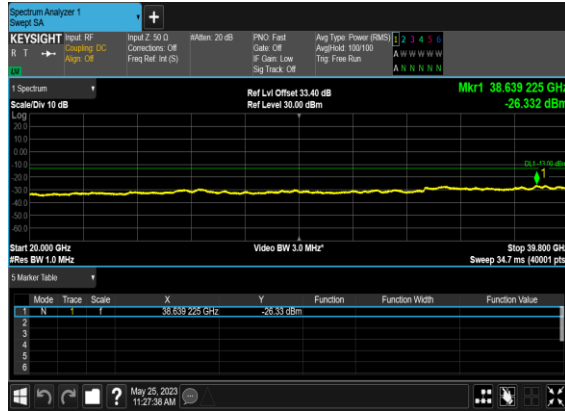 Spectrum Analyzer 1
Swept SA
+
KEYSIGHT
R T
LXI
Input: RF
Coupling: DC
Align: Off
Input Z: 50 Ω
Corrections: Off
Freq Ref: Int (S)
#Atten: 20 dB
PNO: Fast
Gate: Off
IF Gain: Low
Sig Track: Off
Avg Type: Power (RMS)
Avg|Hold: 100/100
Trig: Free Run
1 2 3 4 5 6
A W W W W W
A N N N N N
1 Spectrum
Scale/Div 10 dB
Log
Ref Lvl Offset 33.40 dB
Ref Level 30.00 dBm
Mkr1 38.639 225 GHz
-26.332 dBm
20.0
10.0
0.00
-10.0
-20.0
-30.0
-40.0
-50.0
-60.0
DL1 -13.00 dBm
1
Start 20.000 GHz
#Res BW 1.0 MHz
Video BW 3.0 MHz*
Stop 39.800 GHz
Sweep 34.7 ms (40001 pts)
5 Marker Table
Mode Trace Scale X Y Function Function Width Function Value
1 N 1 f 38.639 225 GHz -26.33 dBm
2
3
4
5
6
?
May 25, 2023
11:27:38 AM